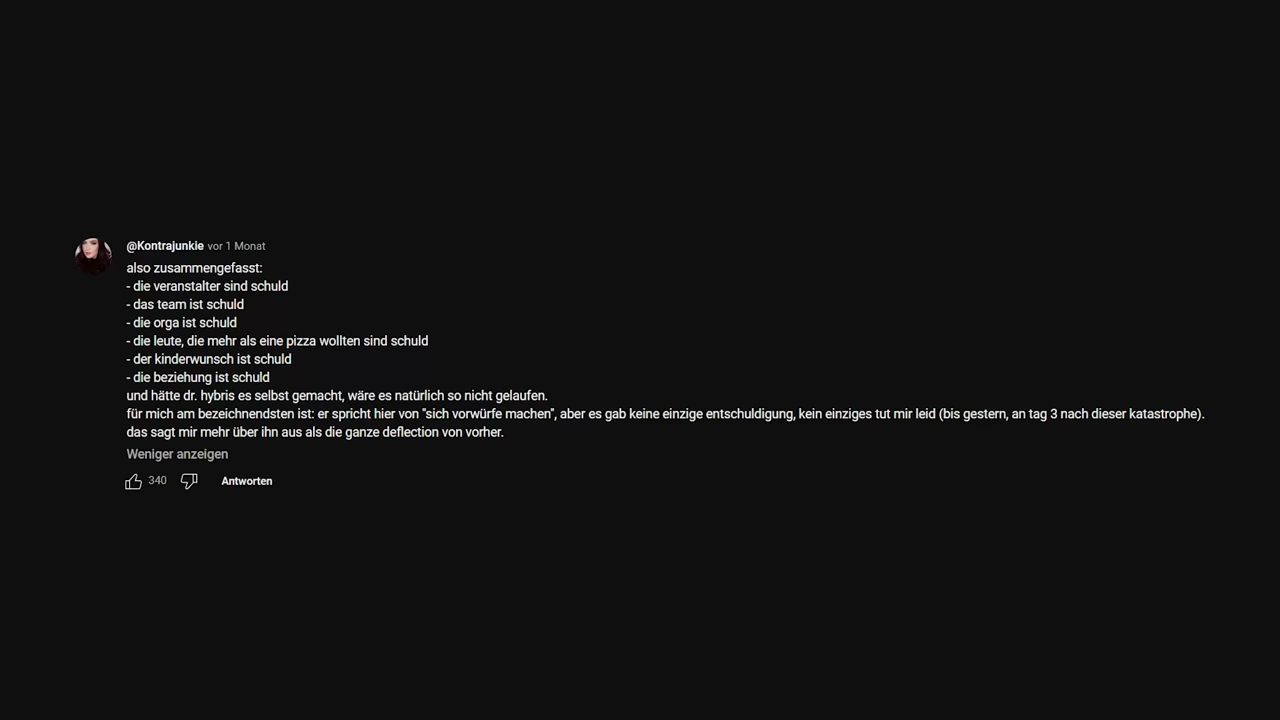 @Kontrajunkie vor 1 Monat
also zusammengefasst:
- die veranstalter sind schuld
- das team ist schuld
- die orga ist schuld
- die leute, die mehr als eine pizza wollten sind schuld
- der kinderwunsch ist schuld
- die beziehung ist schuld
und hätte dr. hybris es selbst gemacht, wäre es natürlich so nicht gelaufen.
für mich am bezeichnendsten ist: er spricht hier von "sich vorwürfe machen", aber es gab keine einzige entschuldigung, kein einziges tut mir leid (bis gestern, an tag 3 nach dieser katastrophe).
das sagt mir mehr über ihn aus als die ganze deflection von vorher.
Weniger anzeigen
340 Antworten